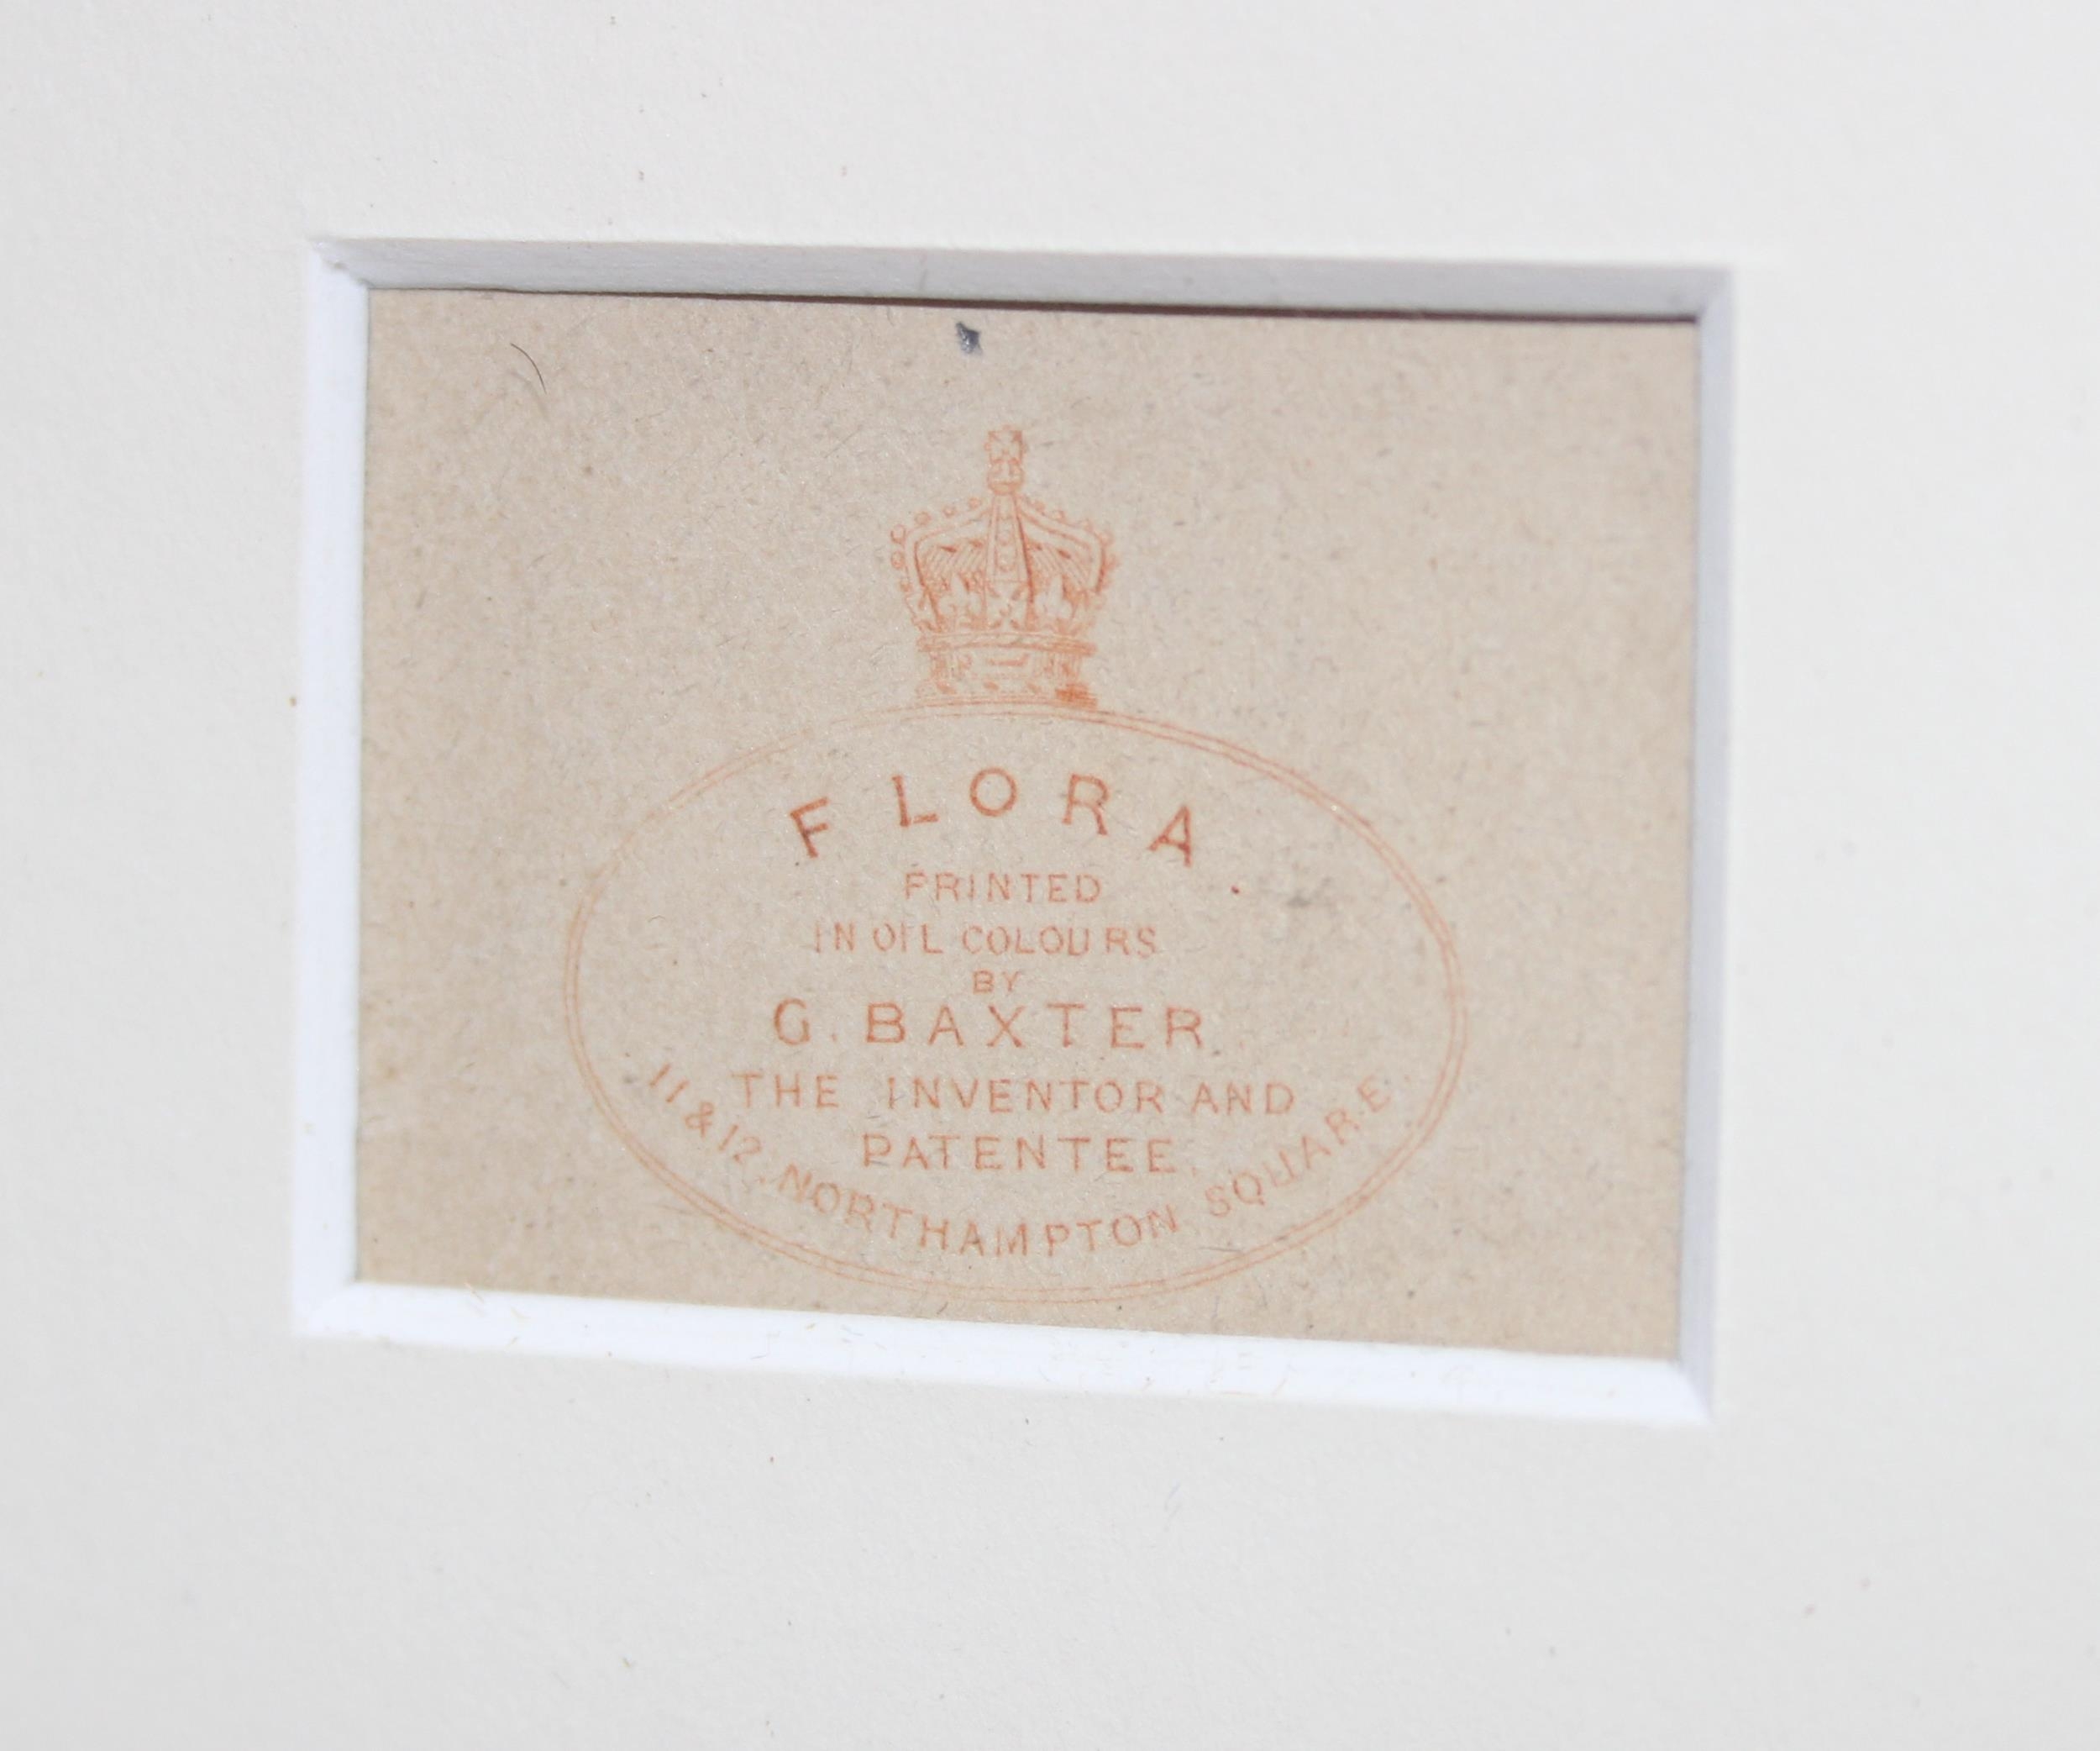 FLORA.
PRINTED
IN OIL COLOURS
BY
G. BAXTER.
THE INVENTOR AND
PATENTEE.
11 & 12, NORTHAMPTON SQUARE.